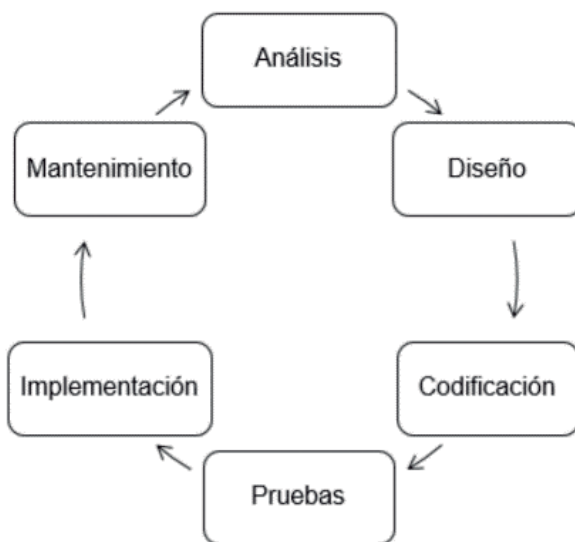 Análisis
Diseño
Codificación
Pruebas
Implementación
Mantenimiento